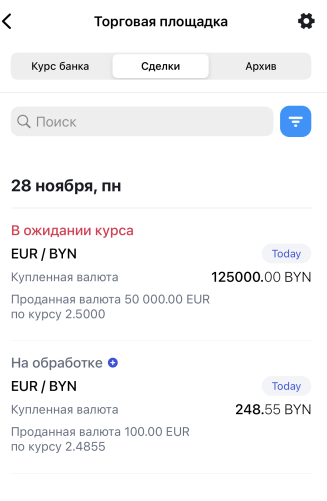 Торговая площадка
Курс банка
Сделки
Архив
Поиск
28 ноября, пн
В ожидании курса
EUR / BYN
Today
Купленная валюта
125000.00 BYN
Проданная валюта 50 000.00 EUR
по курсу 2.5000
На обработке
EUR / BYN
Today
Купленная валюта
248.55 BYN
Проданная валюта 100.00 EUR
по курсу 2.4855